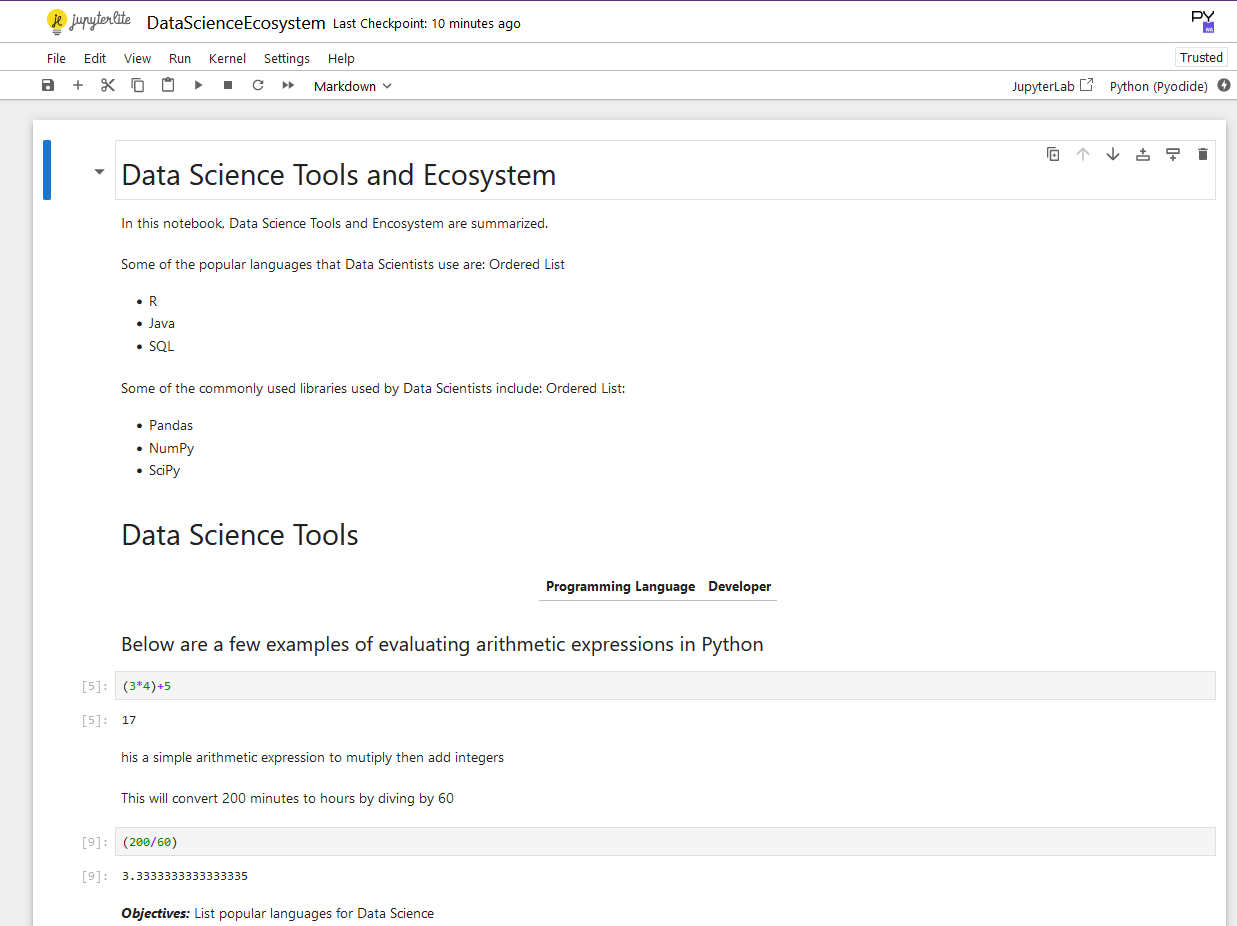 jupyterlite DataScienceEcosystem Last Checkpoint: 10 minutes ago PY
File Edit View Run Kernel Settings Help Trusted
Markdown JupyterLab Python (Pyodide)
Data Science Tools and Ecosystem
In this notebook, Data Science Tools and Encosystem are summarized.
Some of the popular languages that Data Scientists use are: Ordered List
• R
• Java
• SQL
Some of the commonly used libraries used by Data Scientists include: Ordered List:
• Pandas
• NumPy
• SciPy
Data Science Tools
Programming Language Developer
Below are a few examples of evaluating arithmetic expressions in Python
[5]: (3*4)+5
[5]: 17
his a simple arithmetic expression to mutiply then add integers
This will convert 200 minutes to hours by diving by 60
[9]: (200/60)
[9]: 3.3333333333333335
Objectives: List popular languages for Data Science